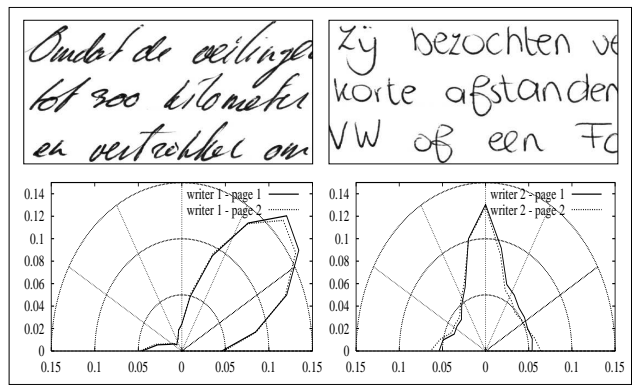 Omdat de veilingen
tot 300 kilometer
en vertrokken om
Zij bezochten ve
korte afstanden
VW of een Fo
writer 1 - page 1
writer 1 - page 2
0.14
0.12
0.1
0.08
0.06
0.04
0.02
0
0.15 0.1 0.05 0 0.05 0.1 0.15
writer 2 - page 1
writer 2 - page 2
0.14
0.12
0.1
0.08
0.06
0.04
0.02
0
0.15 0.1 0.05 0 0.05 0.1 0.15